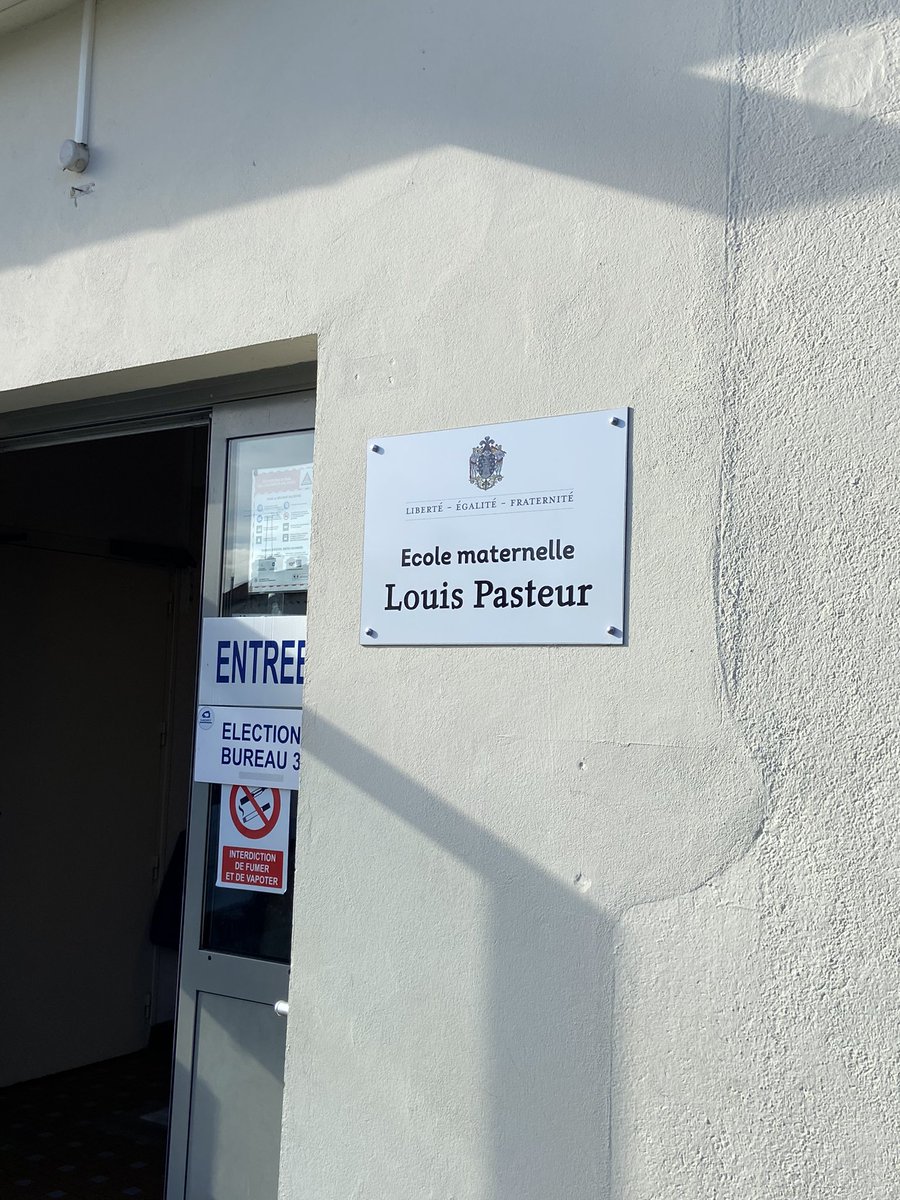 LIBERTÉ – ÉGALITÉ – FRATERNITÉ
Ecole maternelle
Louis Pasteur
ENTREE
ELECTION
BUREAU 3
INTERDICTION
DE FUMER
ET DE VAPOTER